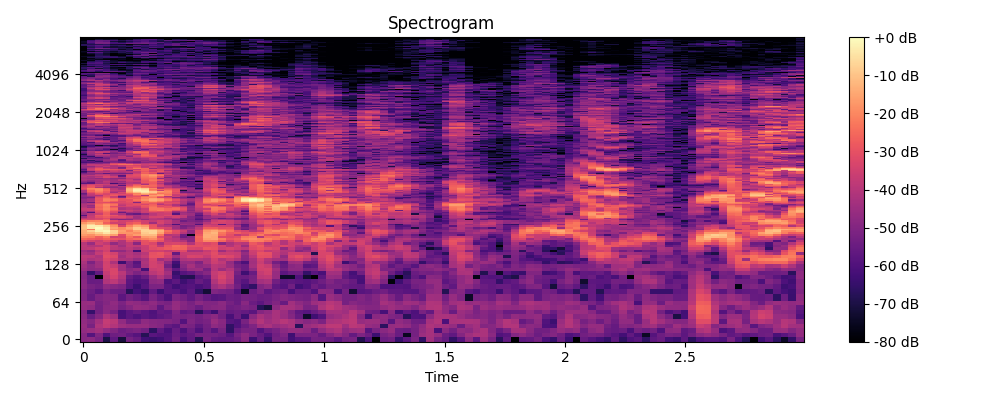 Spectrogram
Hz
4096
2048
1024
512
256
128
64
0
0
0.5
1
1.5
2
2.5
Time
+0 dB
-10 dB
-20 dB
-30 dB
-40 dB
-50 dB
-60 dB
-70 dB
-80 dB